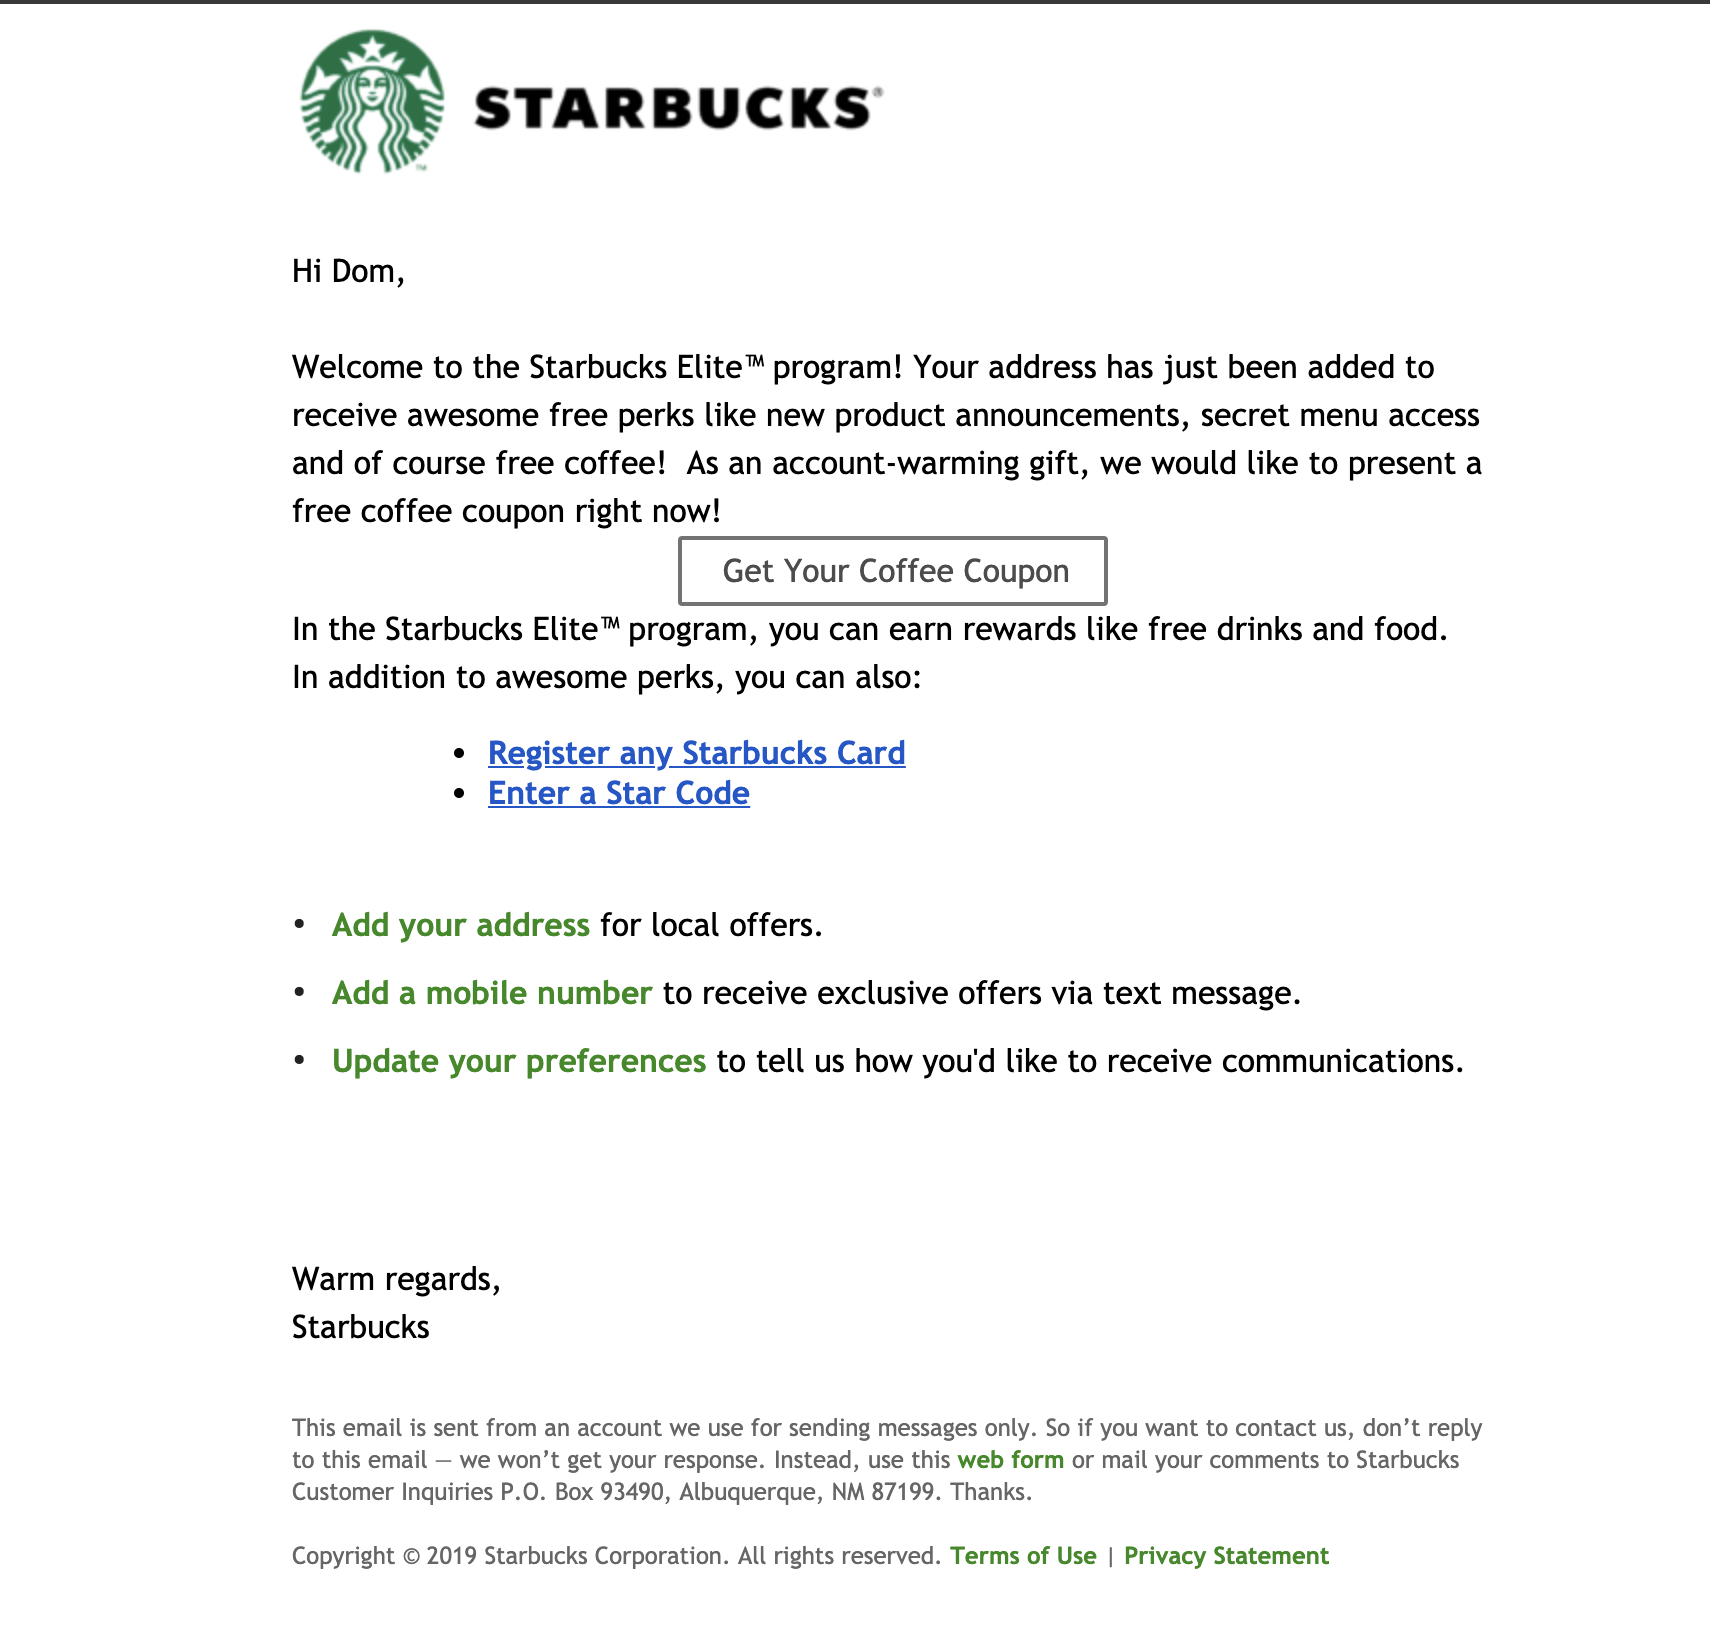 STARBUCKS®
TM
Hi Dom,
Welcome to the Starbucks Elite™ program! Your address has just been added to
receive awesome free perks like new product announcements, secret menu access
and of course free coffee!  As an account-warming gift, we would like to present a
free coffee coupon right now!
Get Your Coffee Coupon
In the Starbucks Elite™ program, you can earn rewards like free drinks and food.
In addition to awesome perks, you can also:
• Register any Starbucks Card
• Enter a Star Code
• Add your address for local offers.
• Add a mobile number to receive exclusive offers via text message.
• Update your preferences to tell us how you'd like to receive communications.
Warm regards,
Starbucks
This email is sent from an account we use for sending messages only. So if you want to contact us, don’t reply
to this email — we won’t get your response. Instead, use this web form or mail your comments to Starbucks
Customer Inquiries P.O. Box 93490, Albuquerque, NM 87199. Thanks.
Copyright © 2019 Starbucks Corporation. All rights reserved. Terms of Use | Privacy Statement